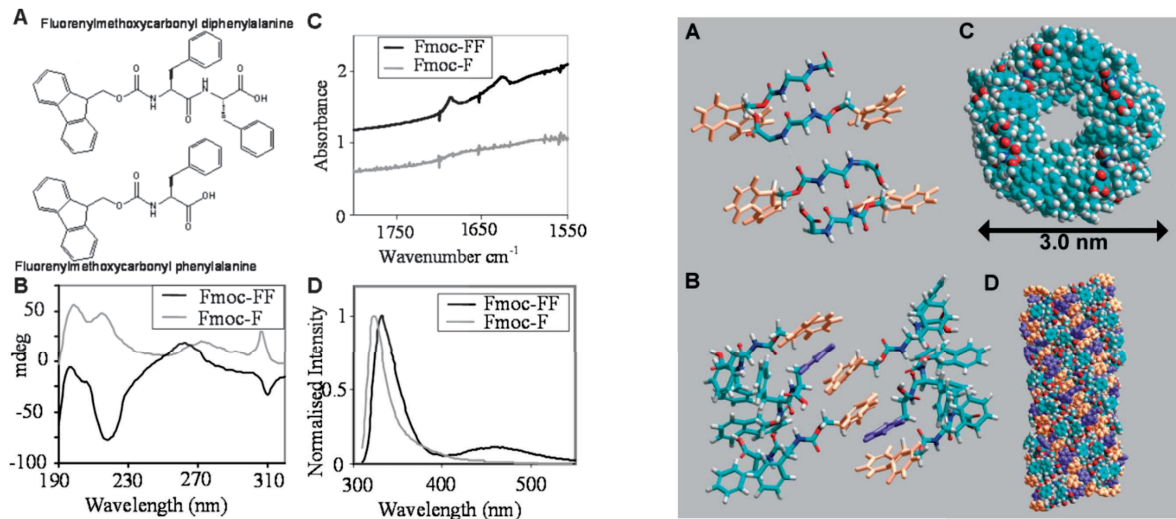 A
Fluorenylmethoxycarbonyl diphenylalanine
O
O
N
H
O
H
N
O
OH
O
O
N
H
O
OH
Fluorenylmethoxycarbonyl phenylalanine
B
Fmoc-FF
Fmoc-F
mdeg
50
0
-50
-100
190
230
270
310
Wavelength (nm)
C
Fmoc-FF
Fmoc-F
Absorbance
2
1
0
1750
1650
1550
Wavenumber cm-1
D
Fmoc-FF
Fmoc-F
Normalised Intensity
1
0.5
0
300
400
500
Wavelength (nm)
A
B
C
3.0 nm
D